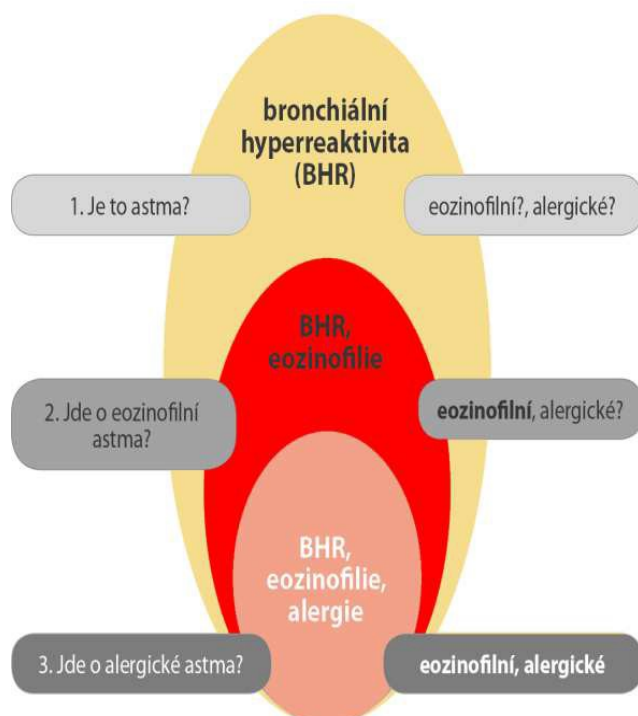 bronchiální
hyperreaktivita
(BHR)
1. Je to astma?
eozinofilní?, alergické?
BHR,
eozinofilie
2. Jde o eozinofilní
astma?
eozinofilní, alergické?
BHR,
eozinofilie,
alergie
3. Jde o alergické astma?
eozinofilní, alergické